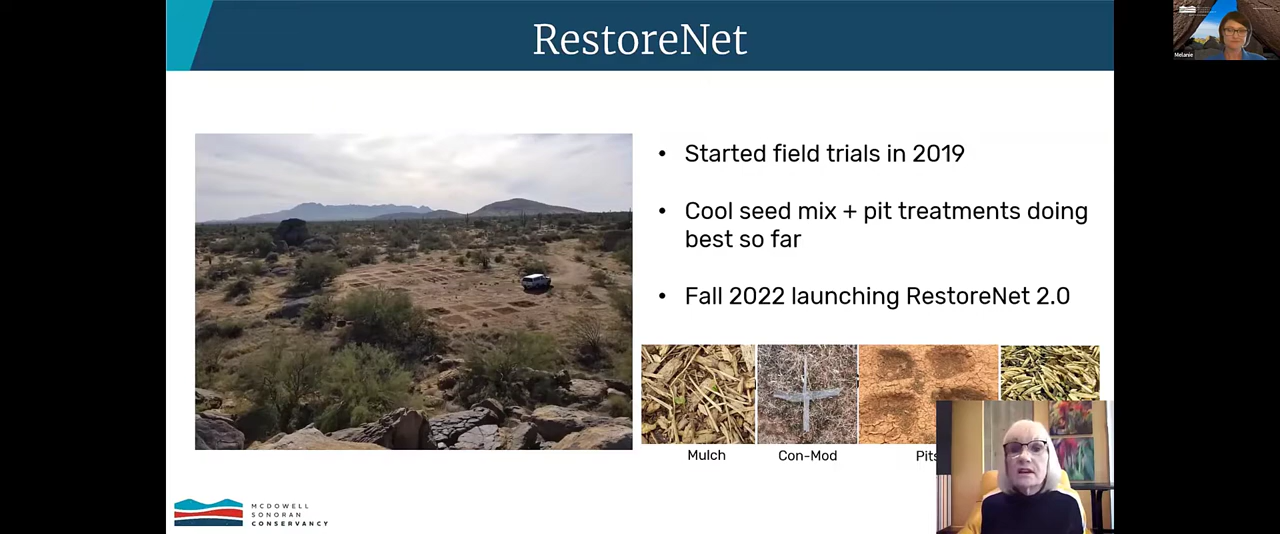 RestoreNet
Melanie
• Started field trials in 2019
• Cool seed mix + pit treatments doing
best so far
• Fall 2022 launching RestoreNet 2.0
Mulch
Con-Mod
Pits
MCDOWELL
SONORAN
CONSERVANCY